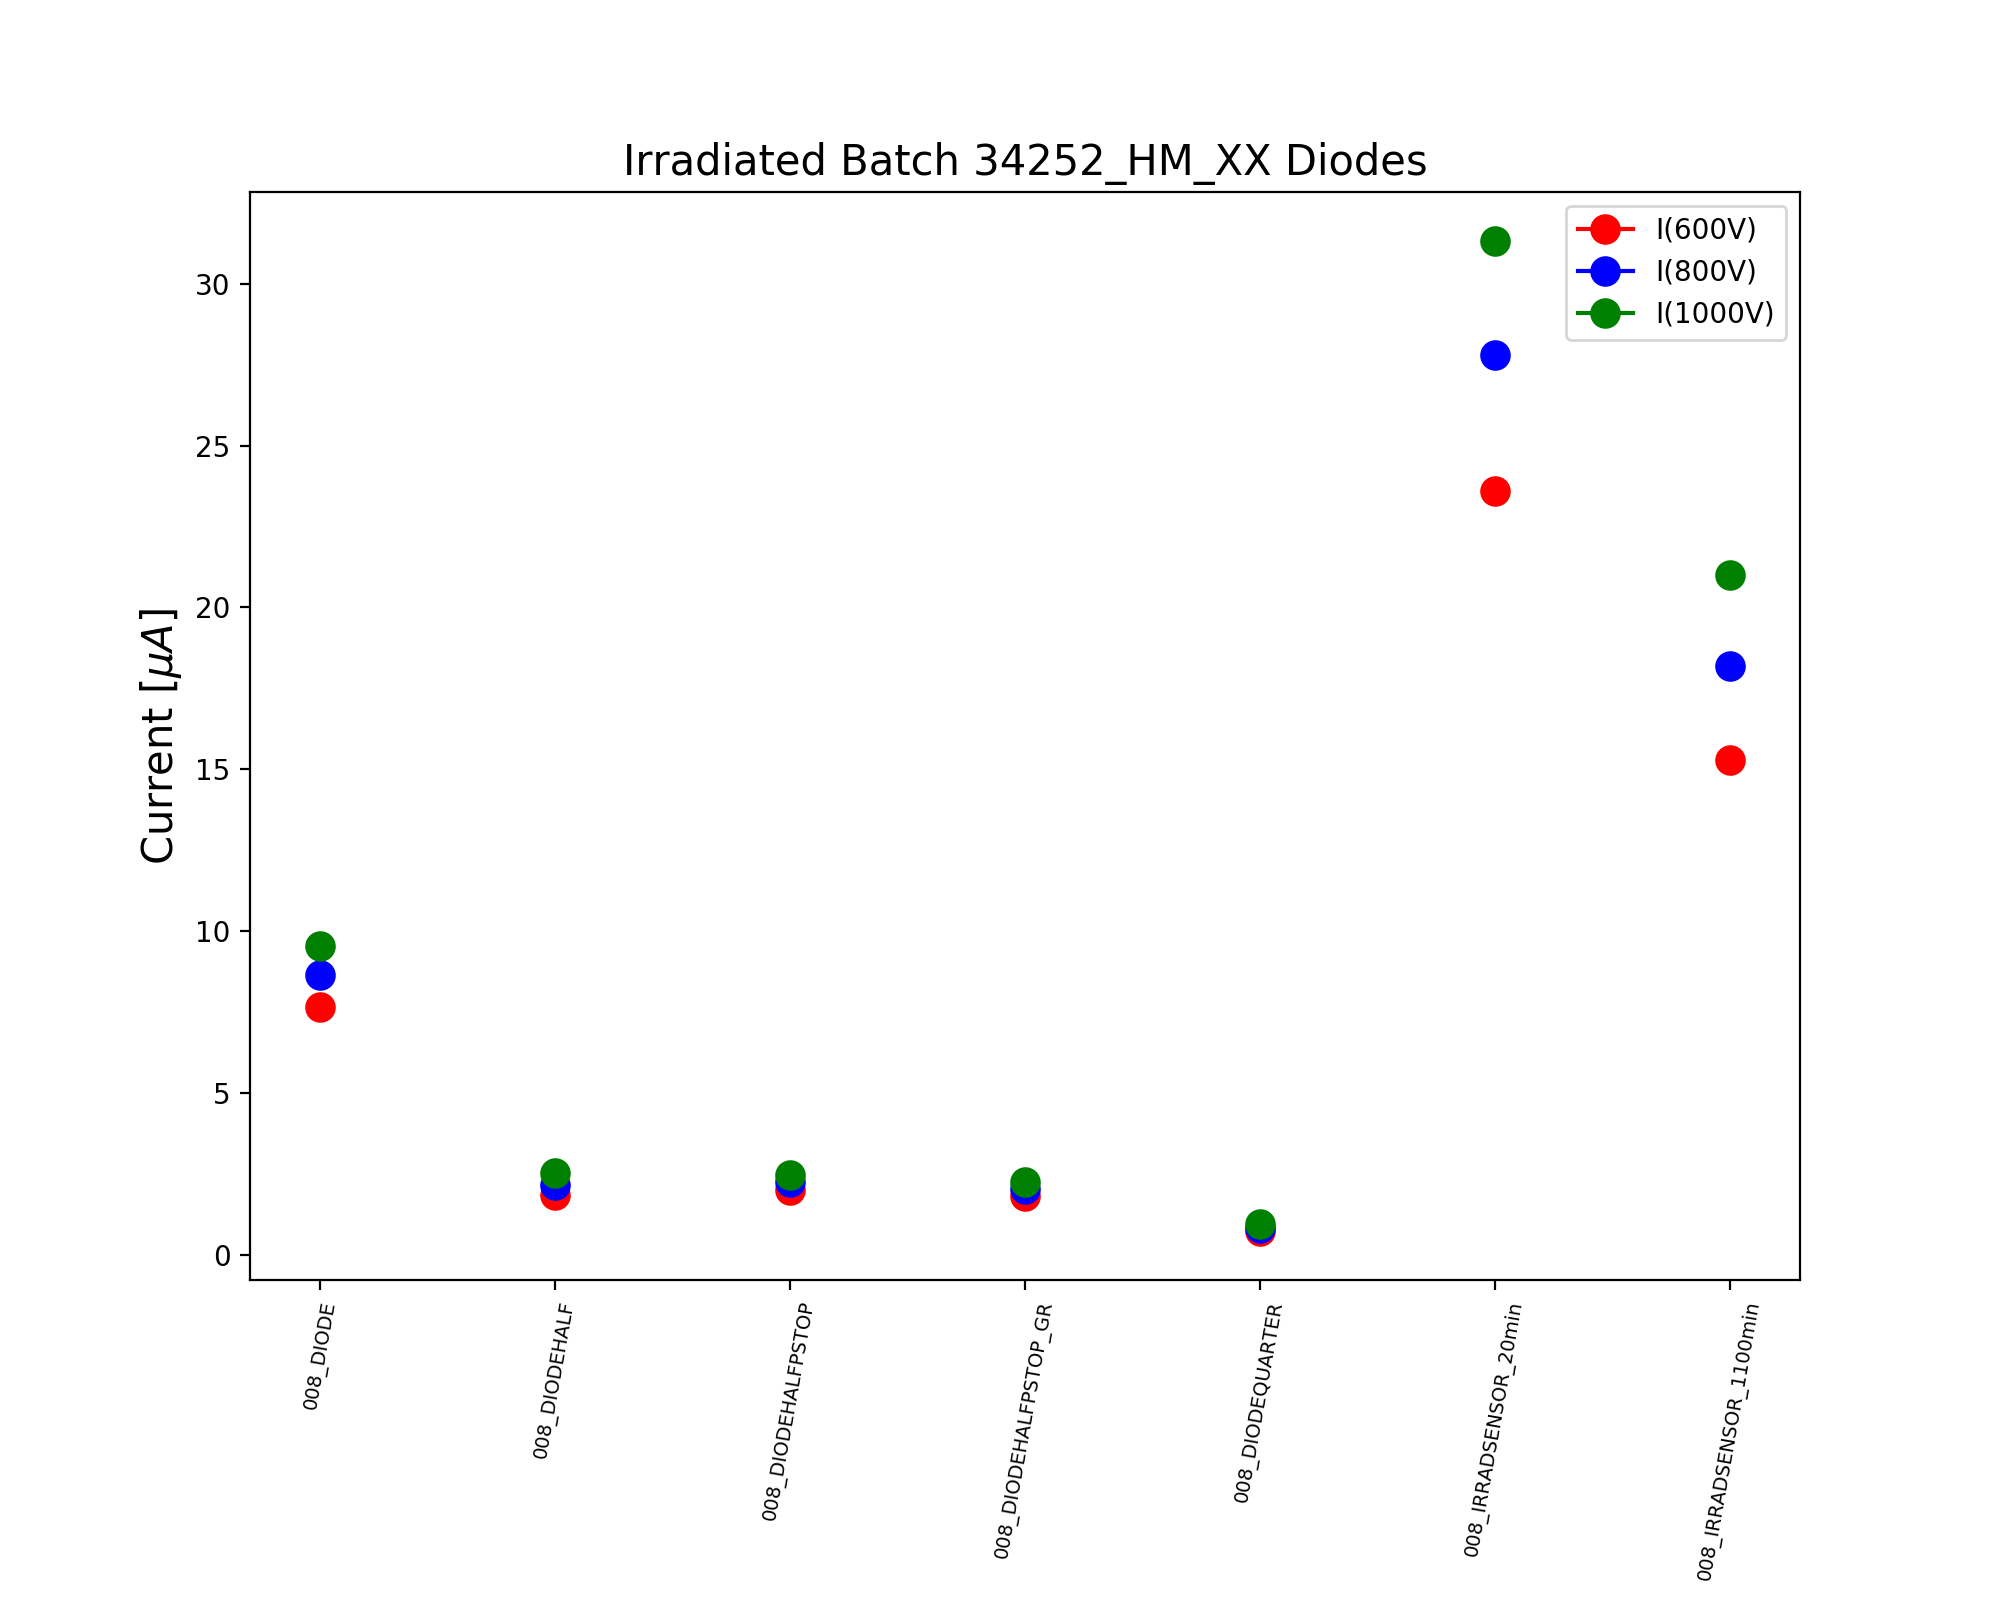 Irradiated Batch 34252_HM_XX Diodes
I(600V)
I(800V)
I(1000V)
Current [μA]
30
25
20
15
10
5
0
008_DIODE
008_DIODEHALF
008_DIODEHALFPSTOP
008_DIODEHALFPSTOP_GR
008_DIODEQUARTER
008_IRRADSENSOR_20min
008_IRRADSENSOR_1100min